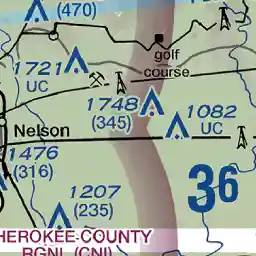 (470)
golf
course
1721
UC
1748
(345)
1082
UC
Nelson
1476
(316)
36
1207
(235)
HEROKEE COUNTY
RGNL (CNI)